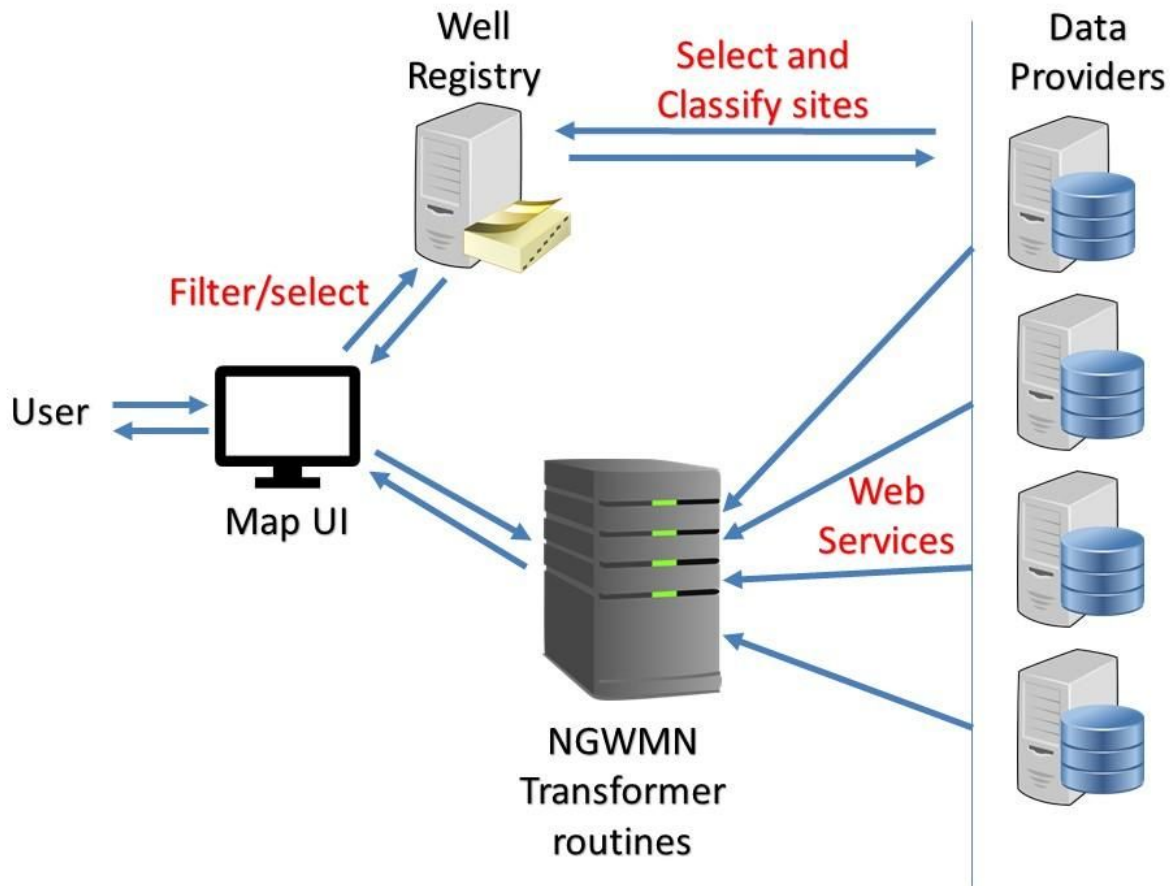 Well
Registry
Select and
Classify sites
Data
Providers
Filter/select
User
Map UI
Web
Services
NGWMN
Transformer
routines